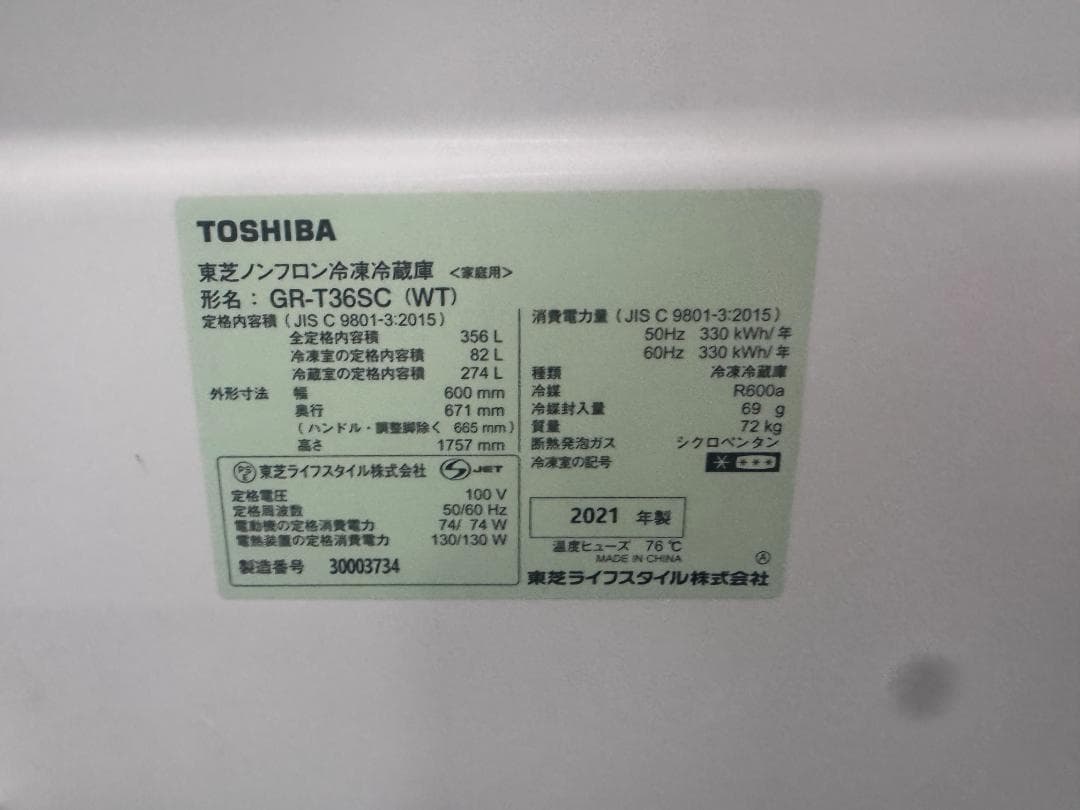 TOSHIBA
東芝ノンフロン冷凍冷蔵庫 <家庭用>
形名： GR-T36SC (WT)
定格内容積 ( JIS C 9801-3:2015 )
全定格内容積 356 L
冷凍室の定格内容積 82 L
冷蔵室の定格内容積 274 L
外形寸法 幅 600 mm
奥行 671 mm
( ハンドル・調整脚除く 665 mm )
高さ 1757 mm
PS E 東芝ライフスタイル株式会社 S JET
定格電圧 100 V
定格周波数 50/60 Hz
電動機の定格消費電力 74/ 74 W
電熱装置の定格消費電力 130/130 W
製造番号 30003734
消費電力量 ( JIS C 9801-3:2015 )
50Hz 330 kWh/ 年
60Hz 330 kWh/ 年
種類 冷凍冷蔵庫
冷媒 R600a
冷媒封入量 69 g
質量 72 kg
断熱発泡ガス シクロペンタン
冷凍室の記号
2021 年製
温度ヒューズ 76 ℃
MADE IN CHINA Ⓐ
東芝ライフスタイル株式会社